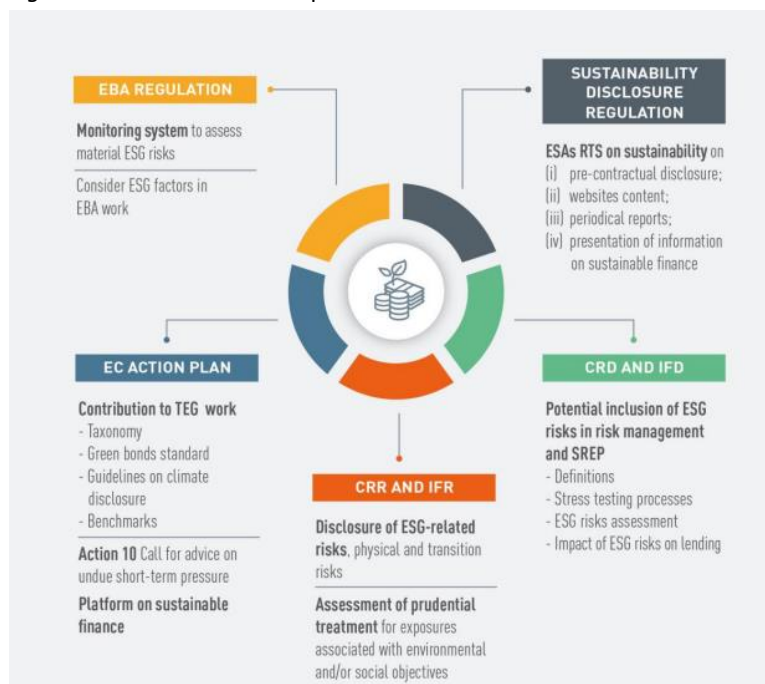 EBA REGULATION
Monitoring system to assess
material ESG risks
Consider ESG factors in
EBA work
SUSTAINABILITY
DISCLOSURE
REGULATION
ESAs RTS on sustainability on
(i) pre-contractual disclosure;
(ii) websites content;
(iii) periodical reports;
(iv) presentation of information
on sustainable finance
EC ACTION PLAN
Contribution to TEG work
- Taxonomy
- Green bonds standard
- Guidelines on climate
disclosure
- Benchmarks
Action 10 Call for advice on
undue short-term pressure
Platform on sustainable
finance
CRR AND IFR
Disclosure of ESG-related
risks, physical and transition
risks
Assessment of prudential
treatment for exposures
associated with environmental
and/or social objectives
CRD AND IFD
Potential inclusion of ESG
risks in risk management
and SREP
- Definitions
- Stress testing processes
- ESG risks assessment
- Impact of ESG risks on lending